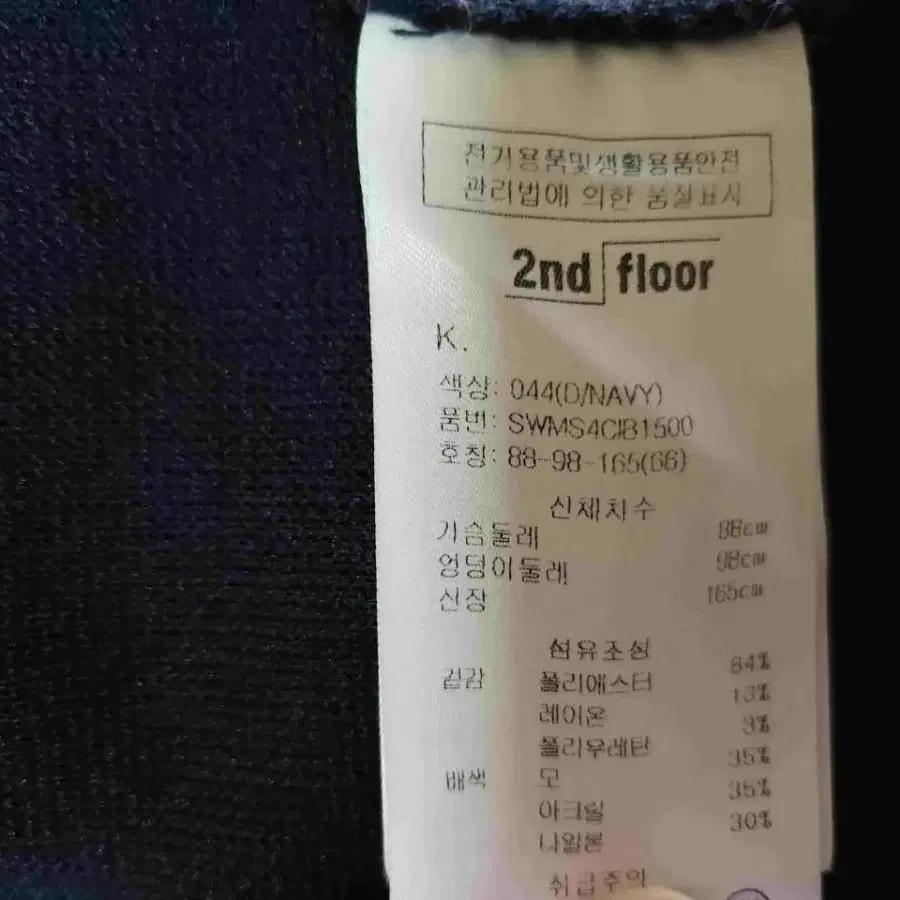 전기용품및생활용품안전
관리법에 의한 품질표시
2nd floor
K.
색상: 044(D/NAVY)
품번: SWMS4CIB1500
호칭: 88-98-165(66)
신체치수
가슴둘레 88cm
엉덩이둘레 98cm
신장 165cm
섬유조성
겉감 폴리에스터 84%
레이온 13%
폴리우레탄 3%
배색 모 35%
아크릴 35%
나일론 30%
취급주의